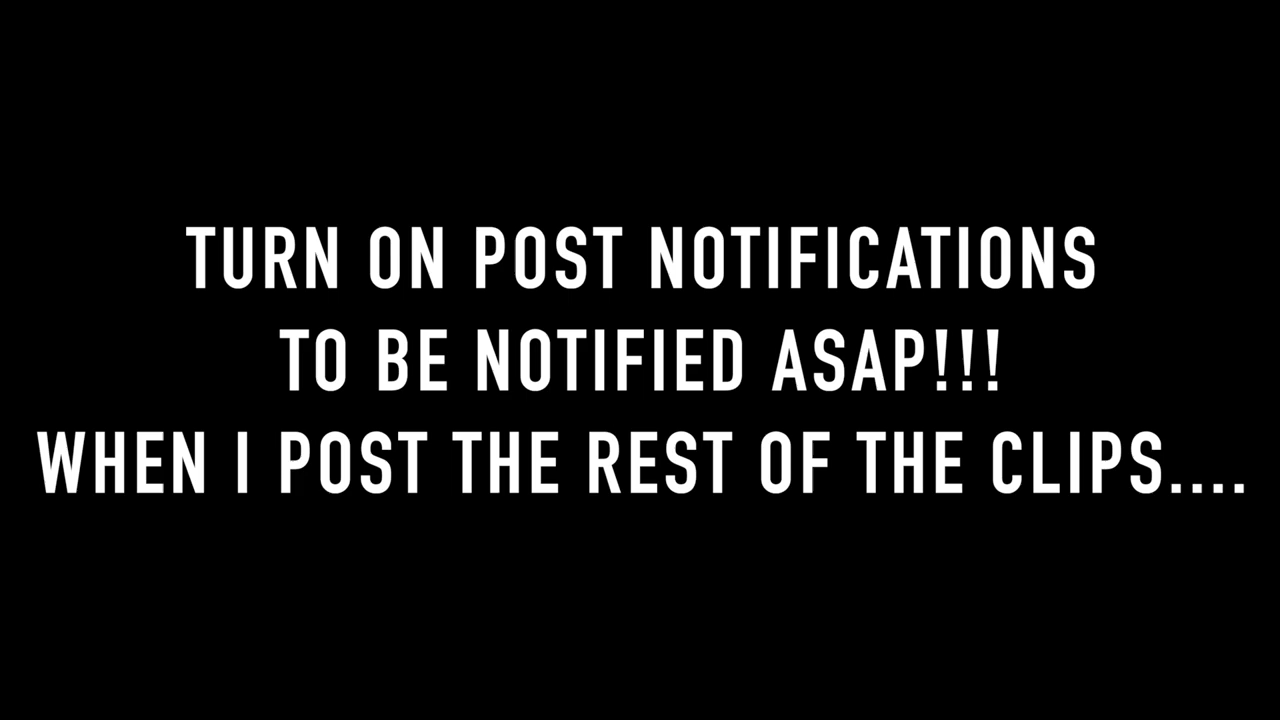 TURN ON POST NOTIFICATIONS
TO BE NOTIFIED ASAP!!!
WHEN I POST THE REST OF THE CLIPS....